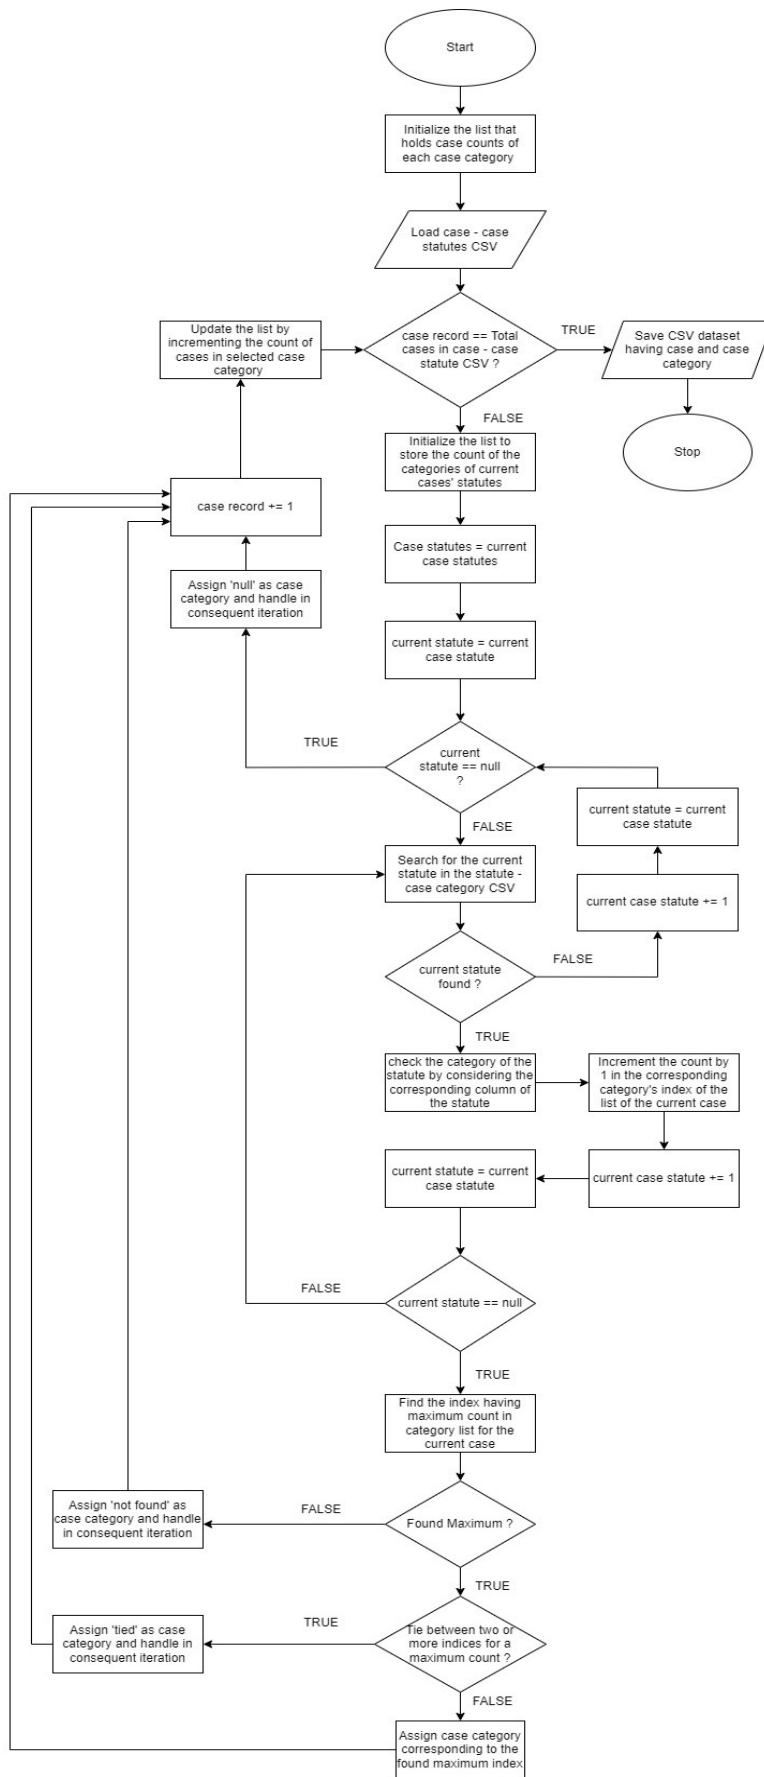 Start
Initialize the list that
holds case counts of
each case category
Load case - case
statutes CSV
Update the list by
incrementing the count of
cases in selected case
category
case record == Total
cases in case - case
statute CSV ?
TRUE
Save CSV dataset
having case and case
category
FALSE
Stop
Initialize the list to
store the count of the
categories of current
cases' statutes
case record += 1
Case statutes = current
case statutes
Assign 'null' as case
category and handle in
consequent iteration
current statute = current
case statute
TRUE
current
statute == null
?
current statute = current
case statute
FALSE
Search for the current
statute in the statute -
case category CSV
current case statute += 1
current statute
found ?
FALSE
TRUE
check the category of the
statute by considering the
corresponding column of
the statute
Increment the count by
1 in the corresponding
category's index of the
list of the current case
current statute = current
case statute
current case statute += 1
FALSE
current statute == null
TRUE
Find the index having
maximum count in
category list for the
current case
Assign 'not found' as
case category and handle
in consequent iteration
FALSE
Found Maximum ?
TRUE
Assign 'tied' as case
category and handle in
consequent iteration
TRUE
Tie between two or
more indices for a
maximum count ?
FALSE
Assign case category
corresponding to the
found maximum index